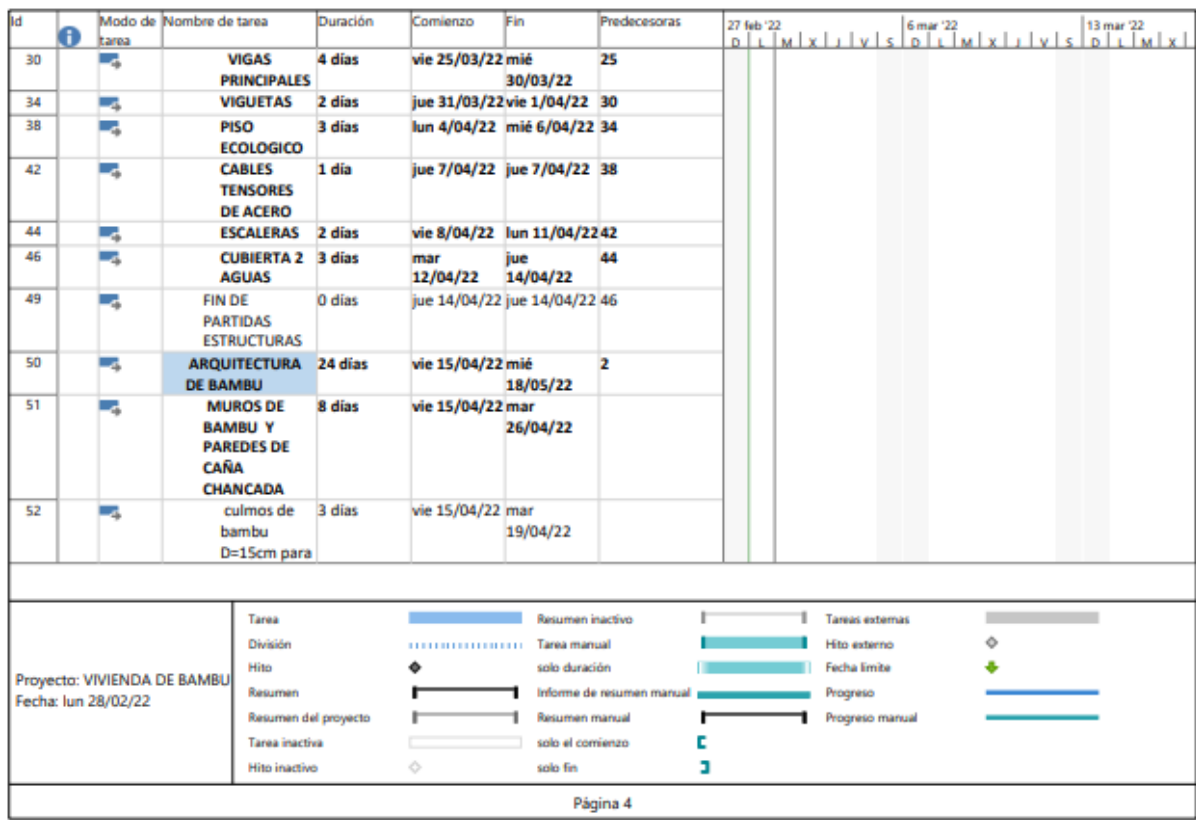 Id Modo de Nombre de tarea Duración Comienzo Fin Predecesoras 27 feb '22 6 mar '22 13 mar '22
tarea D L M X J V S D L M X J V S D L M X
30 VIGAS 4 días vie 25/03/22 mié 25
PRINCIPALES 30/03/22
34 VIGUETAS 2 días jue 31/03/22 vie 1/04/22 30
38 PISO 3 días lun 4/04/22 mié 6/04/22 34
ECOLOGICO
42 CABLES 1 día jue 7/04/22 jue 7/04/22 38
TENSORES
DE ACERO
44 ESCALERAS 2 días vie 8/04/22 lun 11/04/22 42
46 CUBIERTA 2 3 días mar jue 44
AGUAS 12/04/22 14/04/22
49 FIN DE 0 días jue 14/04/22 jue 14/04/22 46
PARTIDAS
ESTRUCTURAS
50 ARQUITECTURA 24 días vie 15/04/22 mié 2
DE BAMBU 18/05/22
51 MUROS DE 8 días vie 15/04/22 mar
BAMBU Y 26/04/22
PAREDES DE
CAÑA
CHANCADA
52 culmos de 3 días vie 15/04/22 mar
bambu 19/04/22
D=15cm para
Proyecto: VIVIENDA DE BAMBU
Fecha: lun 28/02/22
Tarea Resumen inactivo Tareas externas
División Tarea manual Hito externo
Hito solo duración Fecha límite
Resumen Informe de resumen manual Progreso
Resumen del proyecto Resumen manual Progreso manual
Tarea inactiva solo el comienzo
Hito inactivo solo fin
Página 4